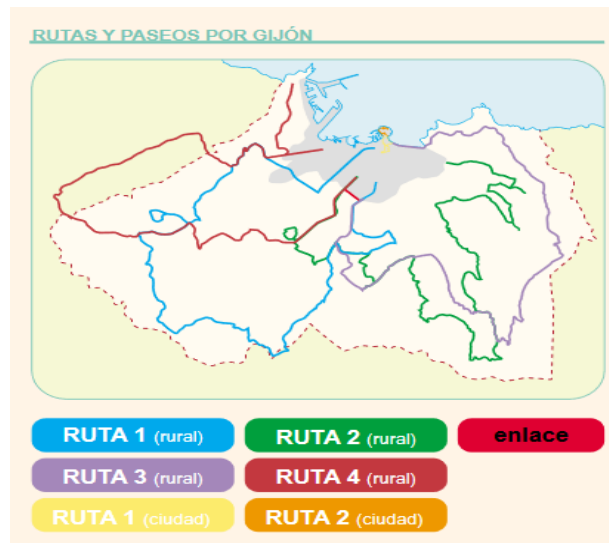 RUTAS Y PASEOS POR GIJÓN
RUTA 1 (rural) RUTA 2 (rural) enlace
RUTA 3 (rural) RUTA 4 (rural)
RUTA 1 (ciudad) RUTA 2 (ciudad)